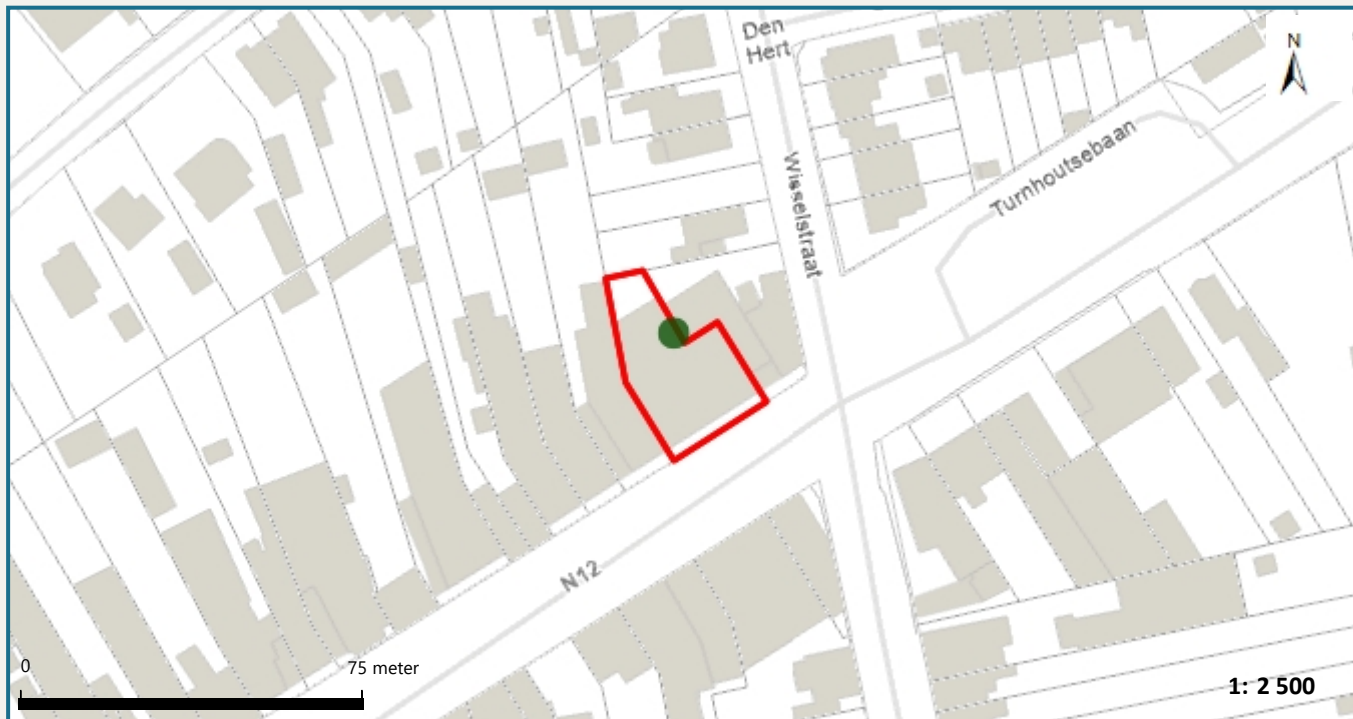 Den
Hert
N
Turnhoutsebaan
Wisselstraat
N12
0
75 meter
1: 2 500